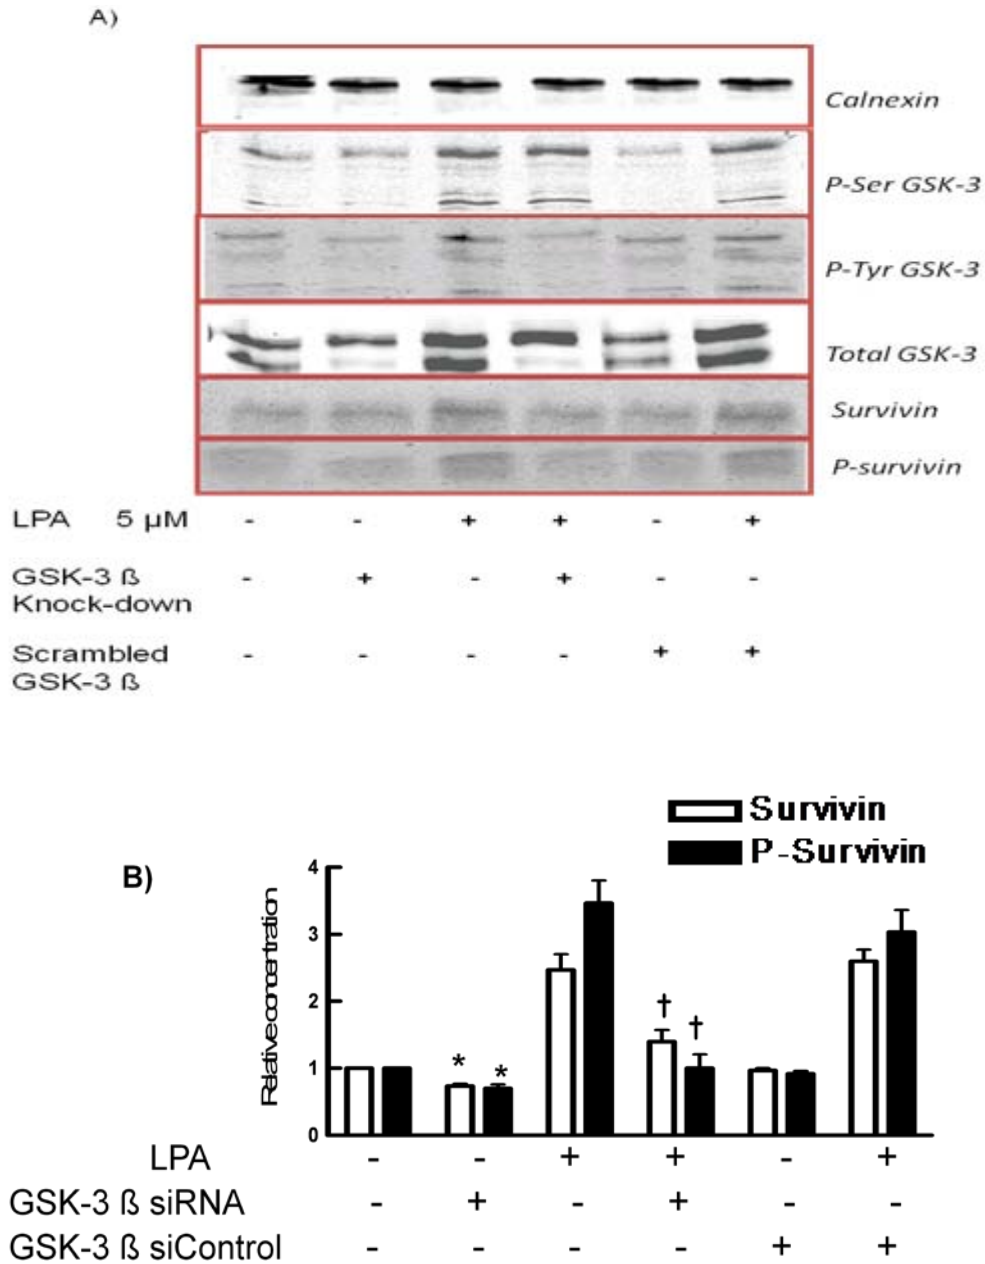 A)
Calnexin
P-Ser GSK-3
P-Tyr GSK-3
Total GSK-3
Survivin
P-survivin
LPA 5 µM - - + + - +
GSK-3 ß - + - + - -
Knock-down
Scrambled - - - - + +
GSK-3 ß
Survivin
P-Survivin
B)
Relative concentration
4
3
2
1
0
* * † †
LPA - - + + - +
GSK-3 ß siRNA - + - + - -
GSK-3 ß siControl - - - - + +